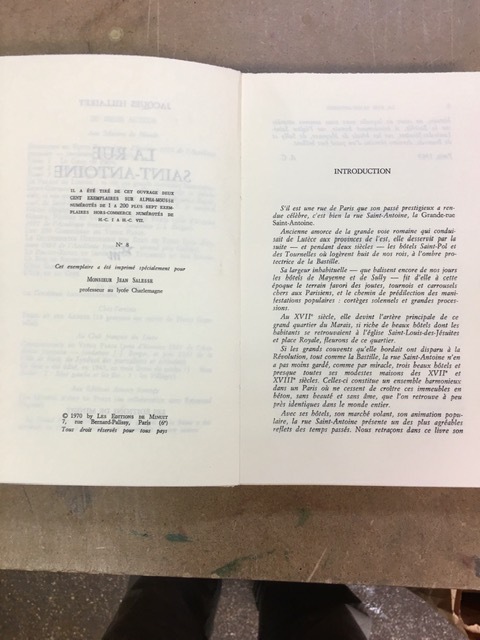 IL A ÉTÉ TIRÉ DE CET OUVRAGE DEUX
CENT EXEMPLAIRES SUR ALPHA-MOUSSE
NUMÉROTÉS DE 1 A 200 PLUS SEPT EXEM-
PLAIRES HORS-COMMERCE NUMÉROTÉS DE
H.-C. I A H.-C. VII.
N° 8
Cet exemplaire a été imprimé spécialement pour
MONSIEUR JEAN SALESSE
professeur au lycée Charlemagne
© 1970 by LES EDITIONS DE MINUIT
7, rue Bernard-Palissy, Paris (6e)
Tous droit réservés pour tous pays
INTRODUCTION
S'il est une rue de Paris que son passé prestigieux a ren-
due célèbre, c'est bien la rue Saint-Antoine, la Grande-rue
Saint-Antoine.
Ancienne amorce de la grande voie romaine qui condui-
sait de Lutèce aux provinces de l'est, elle desservit par la
suite — et pendant deux siècles — les hôtels Saint-Pol et
des Tournelles où logèrent huit de nos rois, à l'ombre pro-
tectrice de la Bastille.
Sa largeur inhabituelle — que balisent encore de nos jours
les hôtels de Mayenne et de Sully — fit d'elle à cette
époque le terrain favori des joutes, tournois et carrousels
chers aux Parisiens, et le chemin de prédilection des mani-
festations populaires : cortèges solennels et grandes proces-
sions.
Au XVIIe siècle, elle devint l'artère principale de ce
grand quartier du Marais, si riche de beaux hôtels dont les
habitants se retrouvaient à l'église Saint-Louis-des-Jésuites
et place Royale, fleurons de ce quartier.
Si les grands couvents qu'elle bordait ont disparu à la
Révolution, tout comme la Bastille, la rue Saint-Antoine n'en
a pas moins gardé, comme par miracle, trois beaux hôtels et
presque toutes ses modestes maisons des XVIIe et
XVIIIe siècles. Celles-ci constitue un ensemble harmonieux
dans un Paris où ne cessent de croître ces immeubles en
béton, sans beauté et sans âme, que l'on retrouve à peu
près identiques dans le monde entier.
Avec ses hôtels, son marché volant, son animation popu-
laire, la rue Saint-Antoine présente un des plus agréables
reflets des temps passés. Nous retraçons dans ce livre son